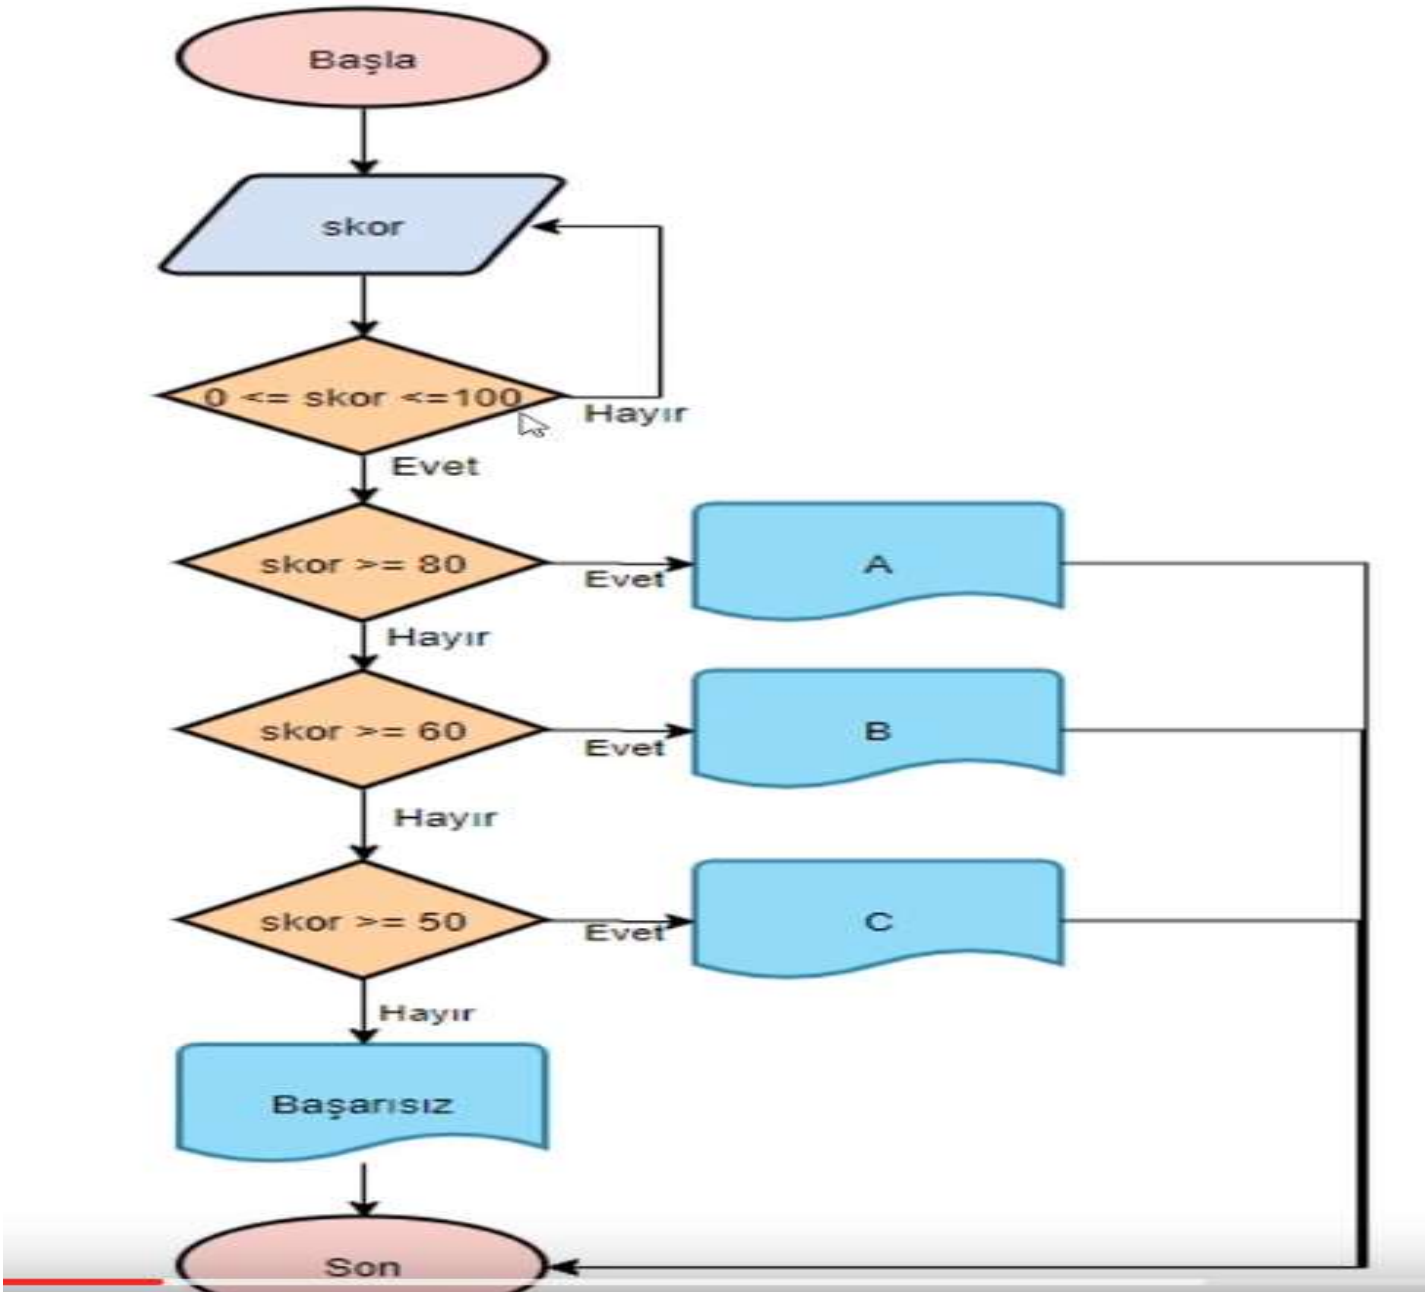 Başla
skor
0 <= skor <=100
Hayır
Evet
skor >= 80
Evet
A
Hayır
skor >= 60
Evet
B
Hayır
skor >= 50
Evet
C
Hayır
Başarısız
Son